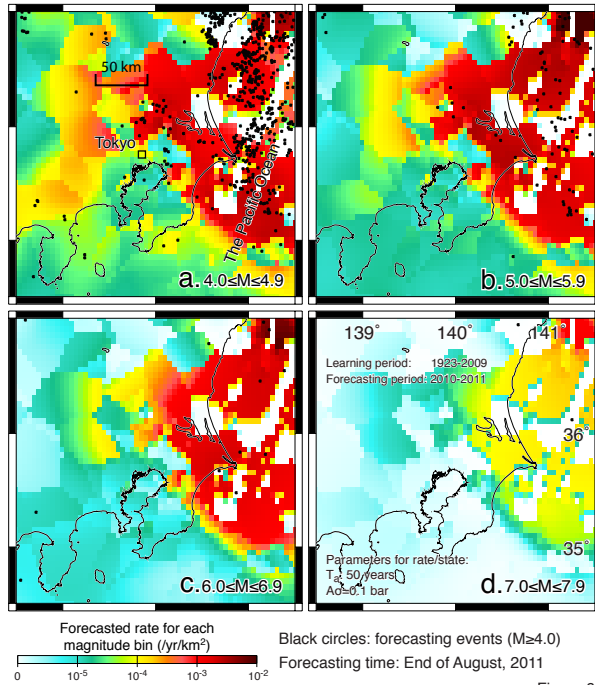 50 km
Tokyo
The Pacific Ocean
a. 4.0≤M≤4.9
b. 5.0≤M≤5.9
139° 140° 141°
Learning period: 1923-2009
Forecasting period: 2010-2011
36°
35°
Parameters for rate/state:
Ta: 50 years
Aσ=0.1 bar
c. 6.0≤M≤6.9
d. 7.0≤M≤7.9
Forecasted rate for each
magnitude bin (/yr/km²)
0 10⁻⁵ 10⁻⁴ 10⁻³ 10⁻²
Black circles: forecasting events (M≥4.0)
Forecasting time: End of August, 2011